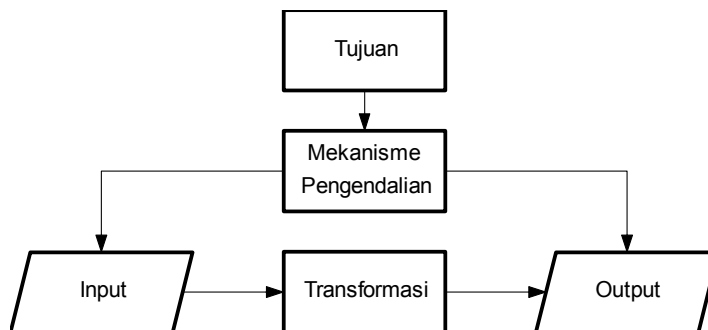 Tujuan
Mekanisme
Pengendalian
Input
Transformasi
Output